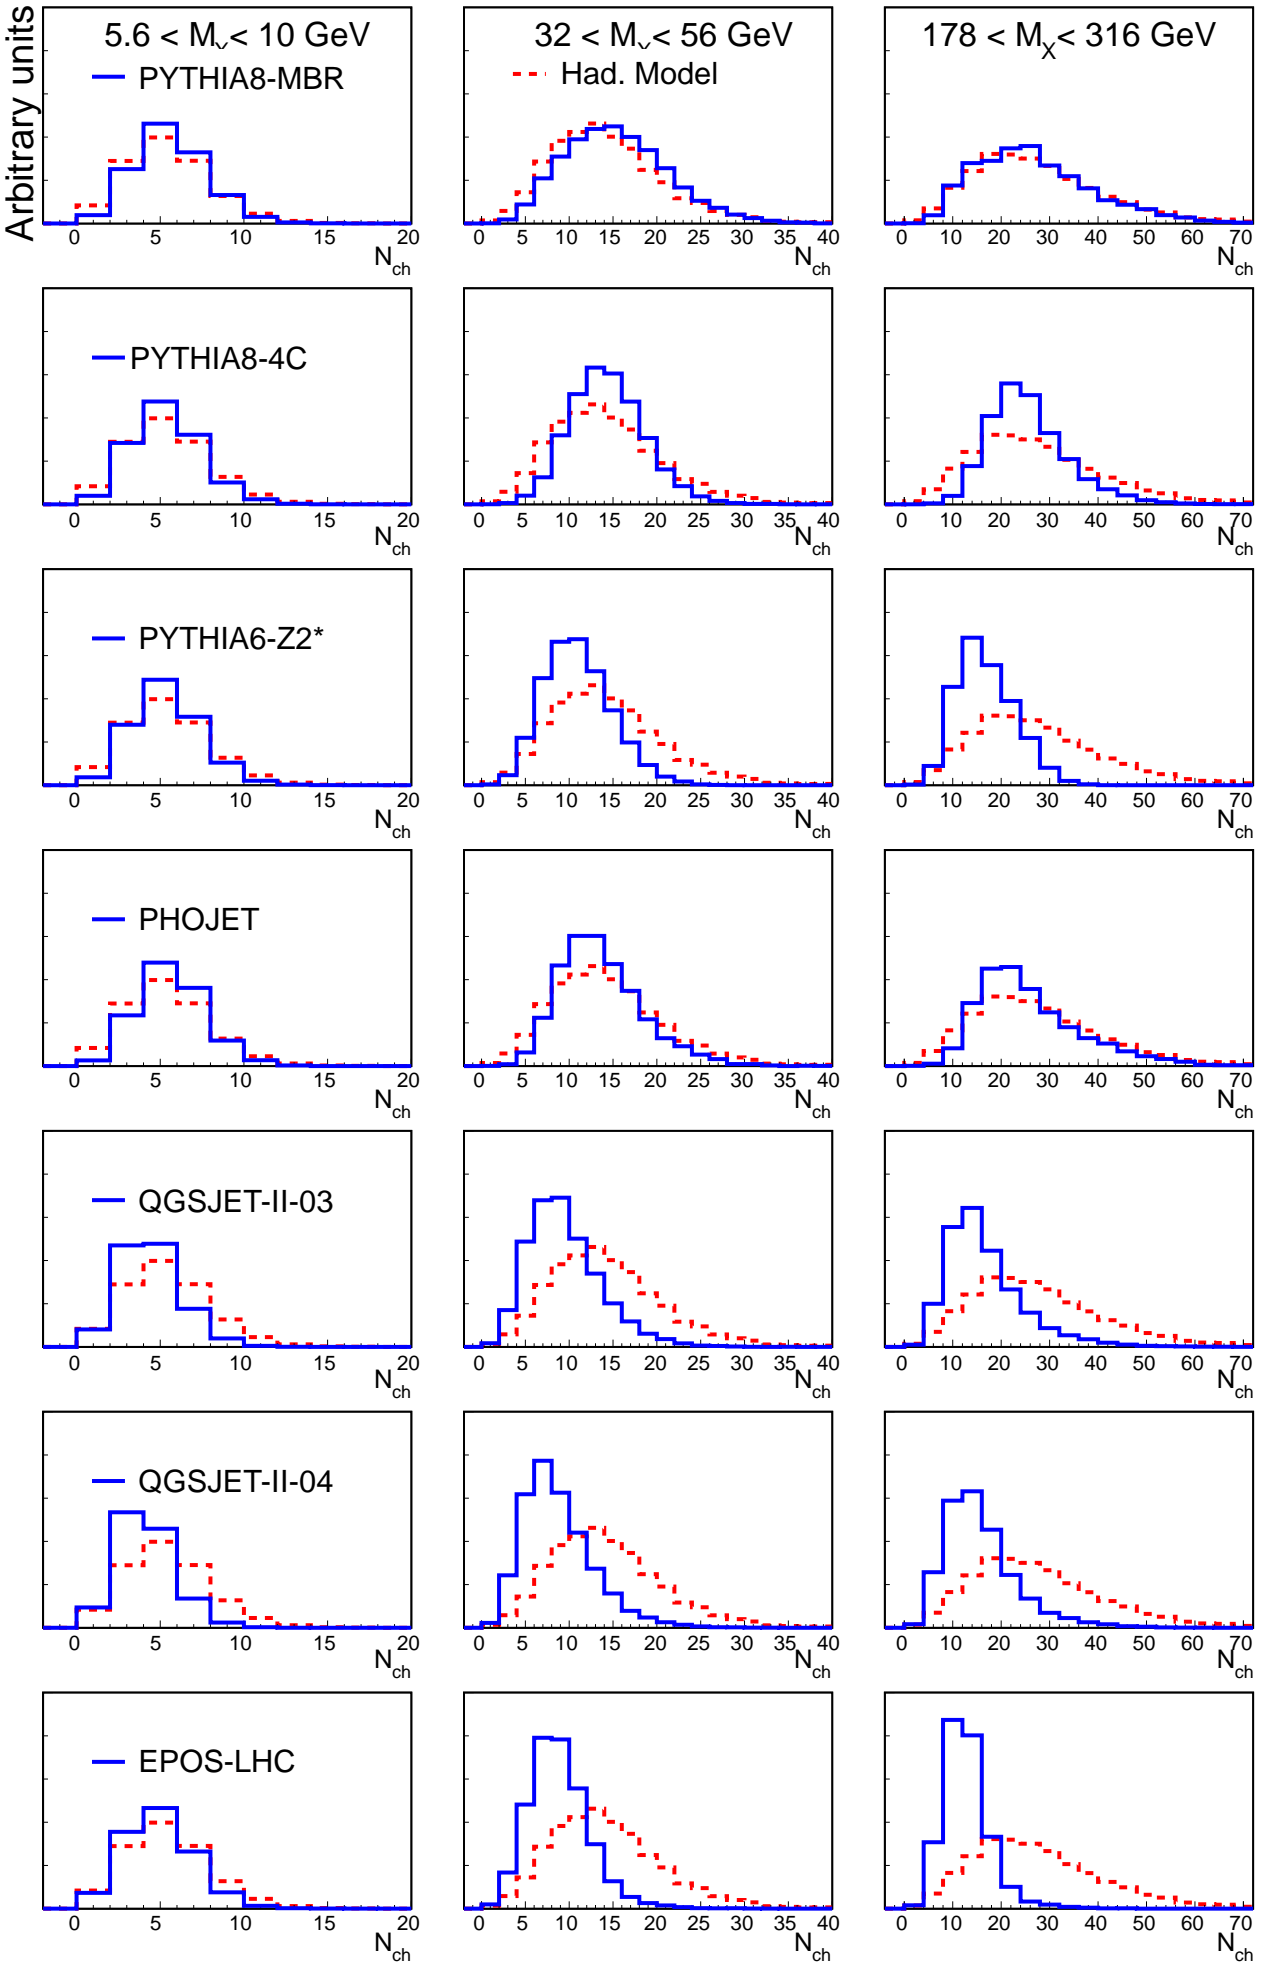 Arbitrary units
5.6 < M_X < 10 GeV
PYTHIA8-MBR
0 5 10 15 20
N_ch
32 < M_X < 56 GeV
Had. Model
0 5 10 15 20 25 30 35 40
N_ch
178 < M_X < 316 GeV
0 10 20 30 40 50 60 70
N_ch
PYTHIA8-4C
0 5 10 15 20
N_ch
0 5 10 15 20 25 30 35 40
N_ch
0 10 20 30 40 50 60 70
N_ch
PYTHIA6-Z2*
0 5 10 15 20
N_ch
0 5 10 15 20 25 30 35 40
N_ch
0 10 20 30 40 50 60 70
N_ch
PHOJET
0 5 10 15 20
N_ch
0 5 10 15 20 25 30 35 40
N_ch
0 10 20 30 40 50 60 70
N_ch
QGSJET-II-03
0 5 10 15 20
N_ch
0 5 10 15 20 25 30 35 40
N_ch
0 10 20 30 40 50 60 70
N_ch
QGSJET-II-04
0 5 10 15 20
N_ch
0 5 10 15 20 25 30 35 40
N_ch
0 10 20 30 40 50 60 70
N_ch
EPOS-LHC
0 5 10 15 20
N_ch
0 5 10 15 20 25 30 35 40
N_ch
0 10 20 30 40 50 60 70
N_ch